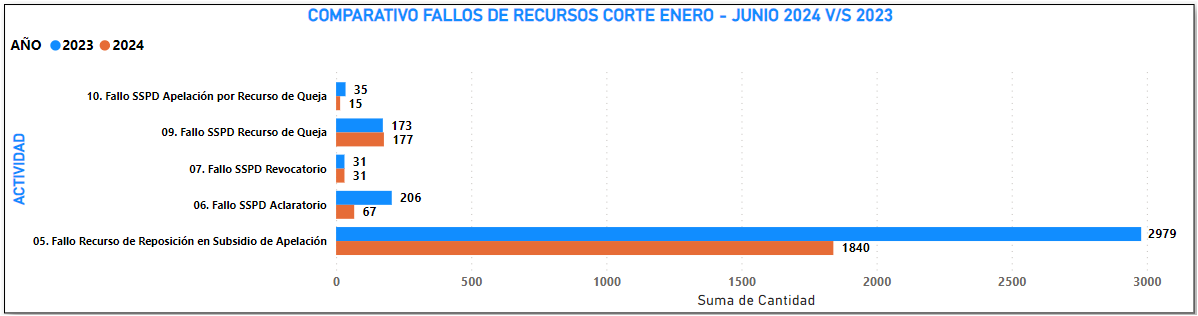 COMPARATIVO FALLOS DE RECURSOS CORTE ENERO - JUNIO 2024 V/S 2023
AÑO 2023 2024
ACTIVIDAD
10. Fallo SSPD Apelación por Recurso de Queja
35
15
09. Fallo SSPD Recurso de Queja
173
177
07. Fallo SSPD Revocatorio
31
31
06. Fallo SSPD Aclaratorio
206
67
05. Fallo Recurso de Reposición en Subsidio de Apelación
2979
1840
0 500 1000 1500 2000 2500 3000
Suma de Cantidad